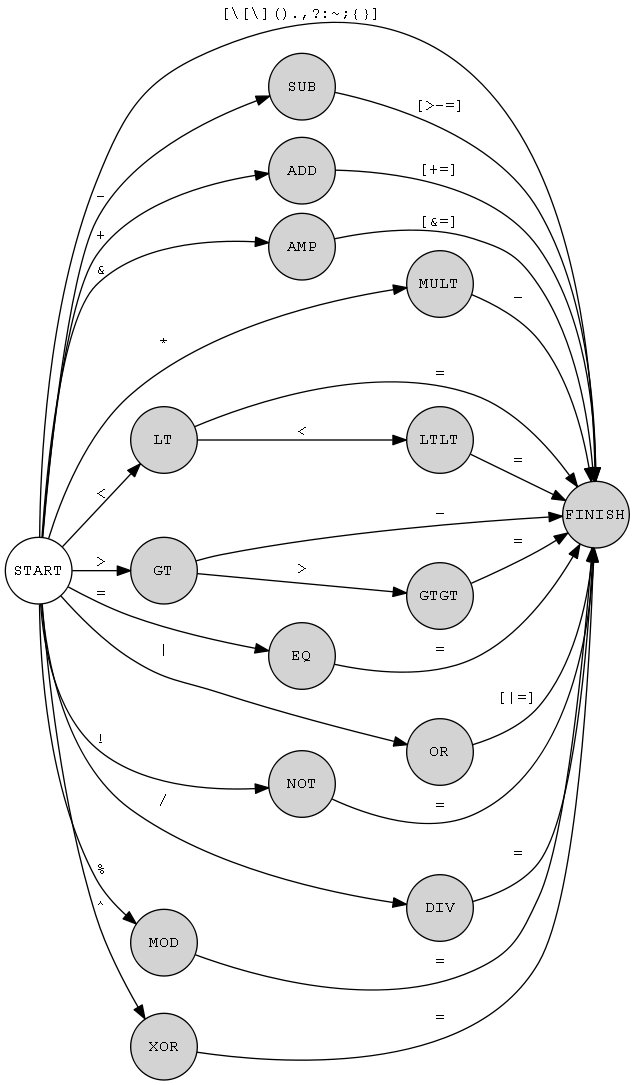 [\[\]().,?:~;{}]
SUB
[>-=]
-
ADD
[+=]
+
AMP
[&=]
&
MULT
-
*
=
LT
<
LTLT
=
<
FINISH
-
START
>
GT
>
=
GTGT
=
EQ
=
|
[|=]
OR
!
NOT
=
/
=
%
DIV
^
MOD
=
=
XOR